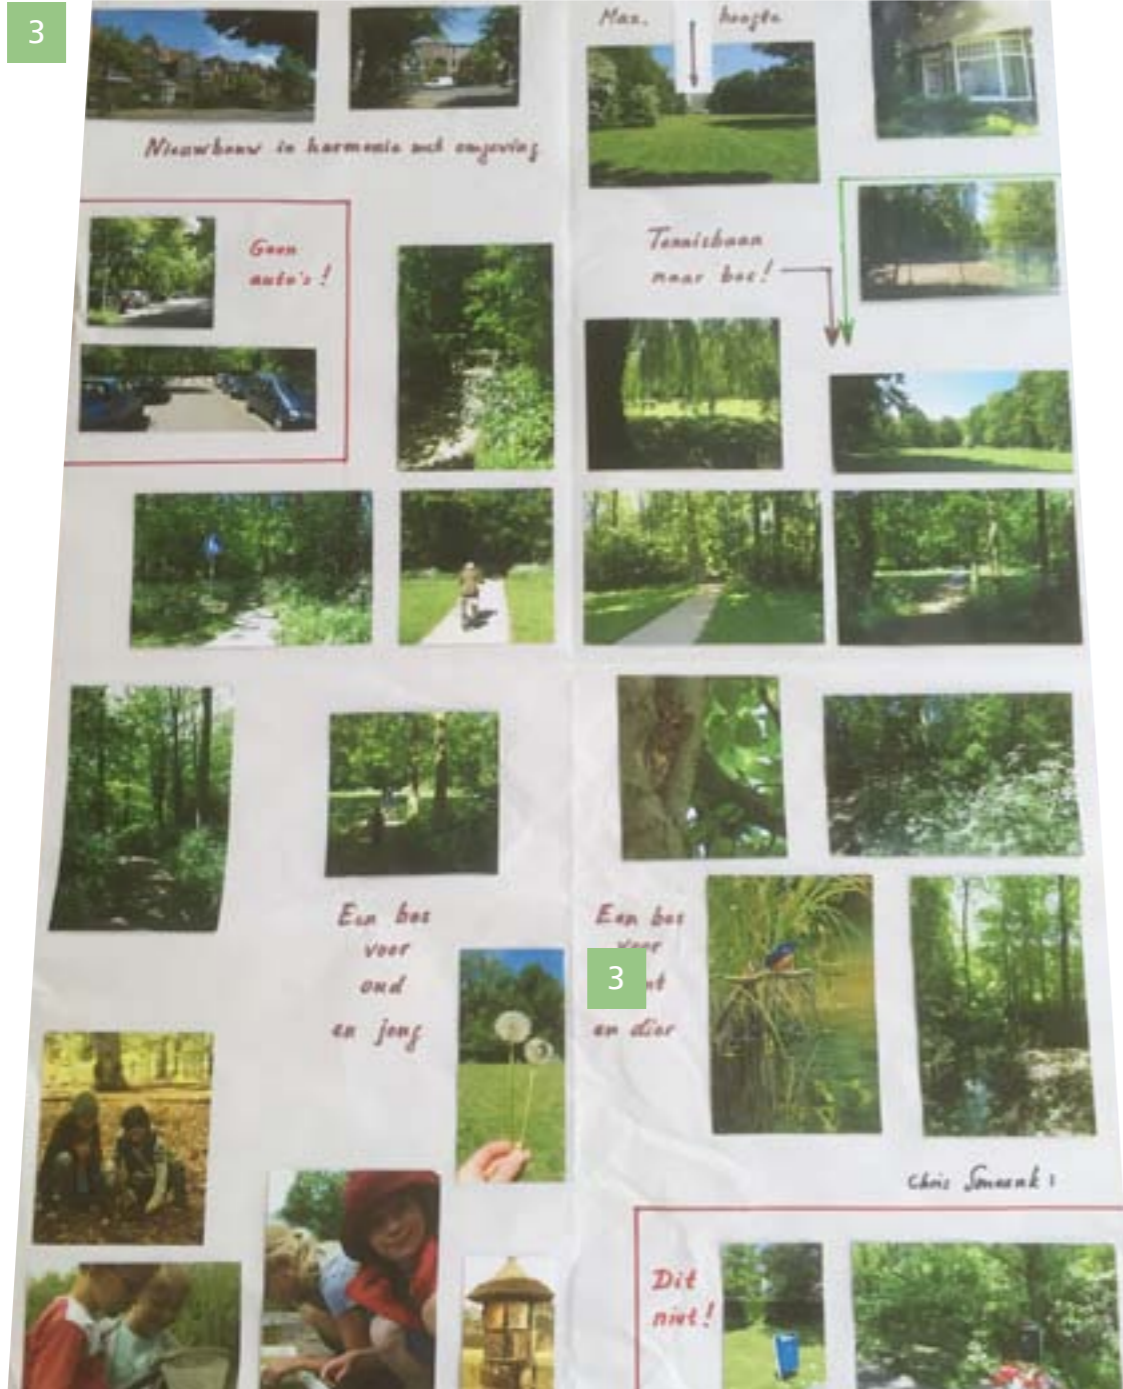 3
Max. hoogte
Nieuwbouw in harmonie met omgeving
Geen
auto's!
Tennisbaan
naar bos!
Een bos
voor
oud
en jong
Een bos
voor
3
en dier
Chris
Dit
niet!